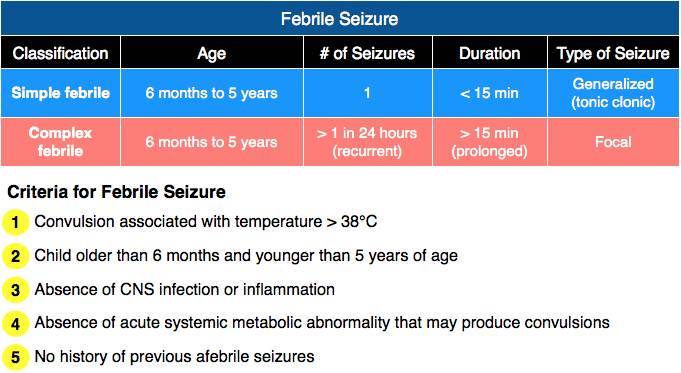 Febrile Seizure
Classification Age # of Seizures Duration Type of Seizure
Simple febrile 6 months to 5 years 1 < 15 min Generalized (tonic clonic)
Complex febrile 6 months to 5 years > 1 in 24 hours (recurrent) > 15 min (prolonged) Focal
Criteria for Febrile Seizure
1 Convulsion associated with temperature > 38°C
2 Child older than 6 months and younger than 5 years of age
3 Absence of CNS infection or inflammation
4 Absence of acute systemic metabolic abnormality that may produce convulsions
5 No history of previous afebrile seizures